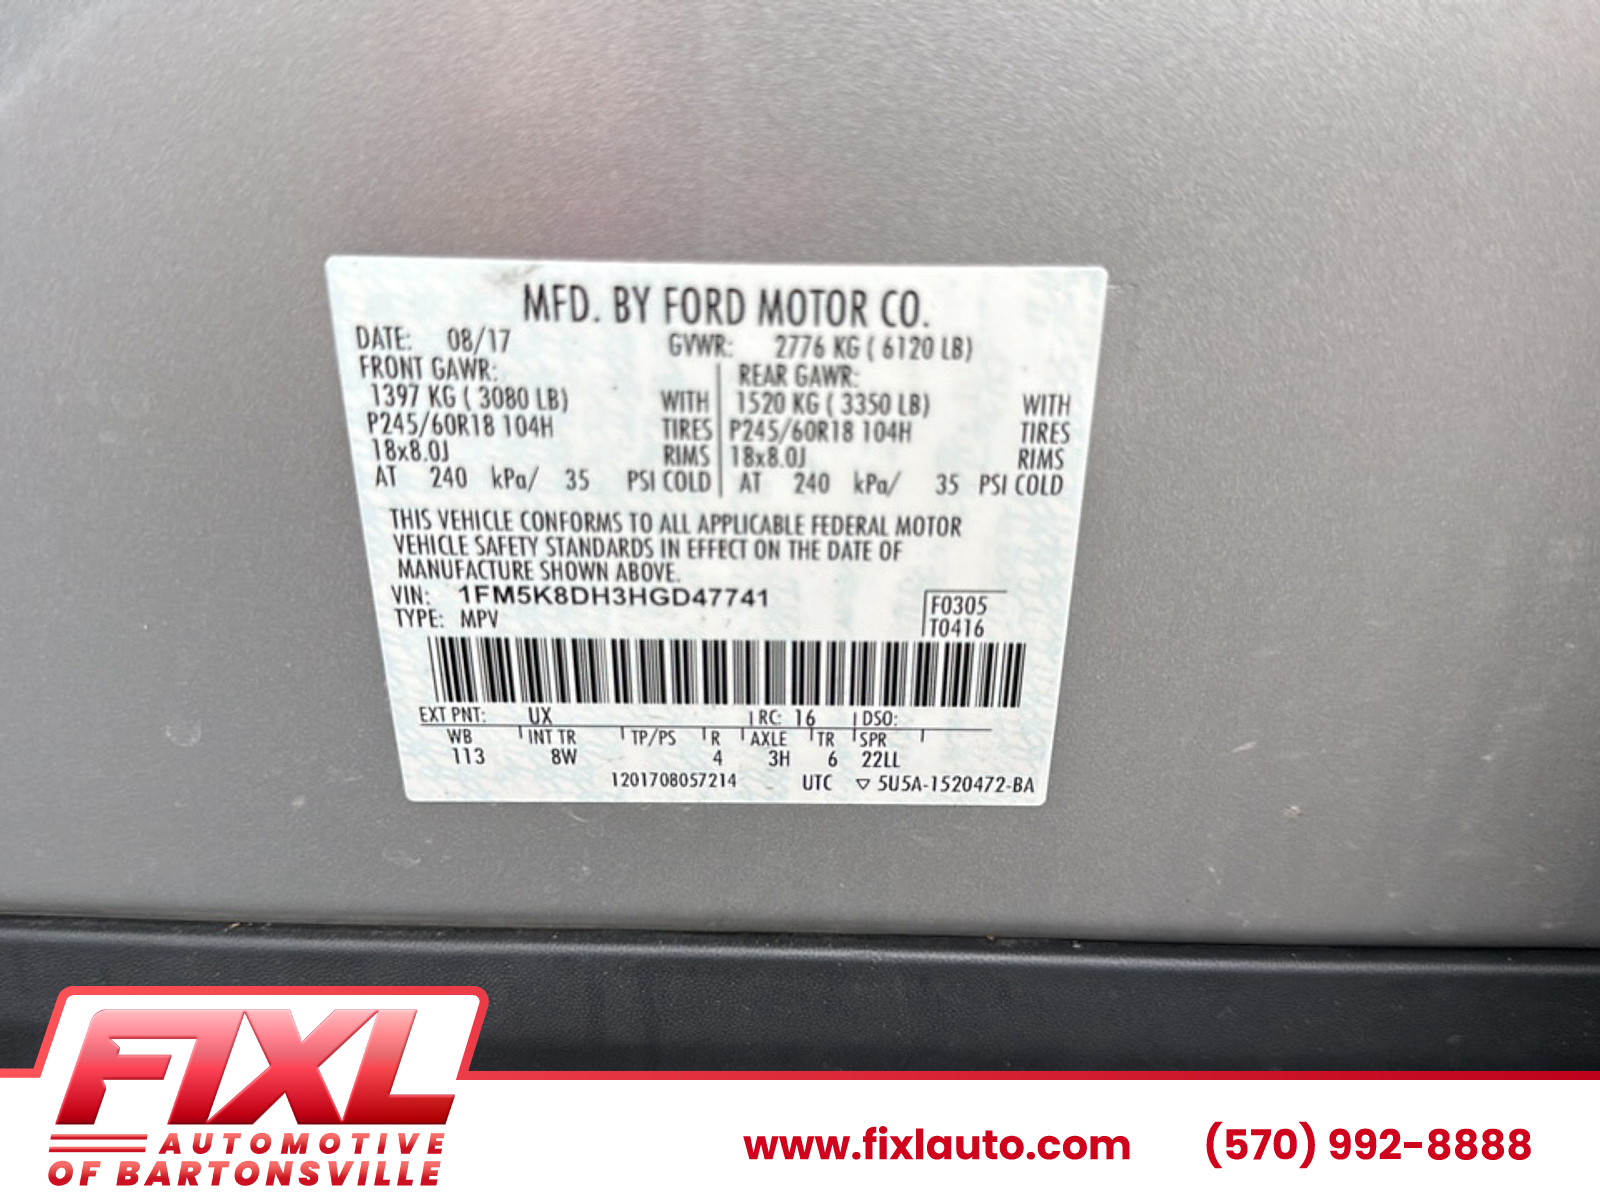 MFD. BY FORD MOTOR CO.
DATE: 08/17 GVWR: 2776 KG ( 6120 LB)
FRONT GAWR: REAR GAWR:
1397 KG ( 3080 LB) WITH 1520 KG ( 3350 LB) WITH
P245/60R18 104H TIRES P245/60R18 104H TIRES
18x8.0J RIMS 18x8.0J RIMS
AT 240 kPa/ 35 PSI COLD AT 240 kPa/ 35 PSI COLD
THIS VEHICLE CONFORMS TO ALL APPLICABLE FEDERAL MOTOR
VEHICLE SAFETY STANDARDS IN EFFECT ON THE DATE OF
MANUFACTURE SHOWN ABOVE.
VIN: 1FM5K8DH3HGD47741 F0305
TYPE: MPV T0416
EXT PNT: UX RC: 16 DSO:
WB INT TR TP/PS R AXLE TR SPR
113 8W 4 3H 6 22LL
1201708057214 UTC ▽ 5U5A-1520472-BA
FIXL
AUTOMOTIVE
OF BARTONSVILLE
www.fixlauto.com (570) 992-8888